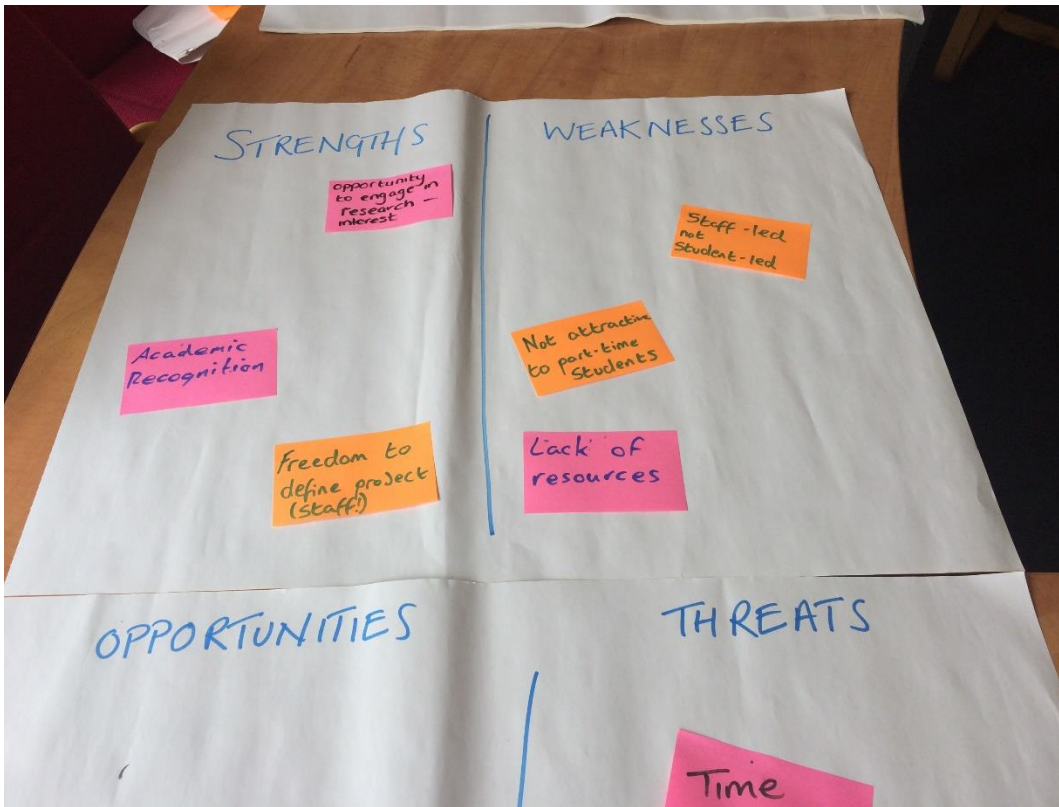 STRENGTHS
opportunity
to engage in
research –
interest
Academic
Recognition
Freedom to
define project
(staff!)
WEAKNESSES
Staff-led
not
Student-led
Not attractive
to part-time
Students
Lack of
resources
OPPORTUNITIES
THREATS
Time